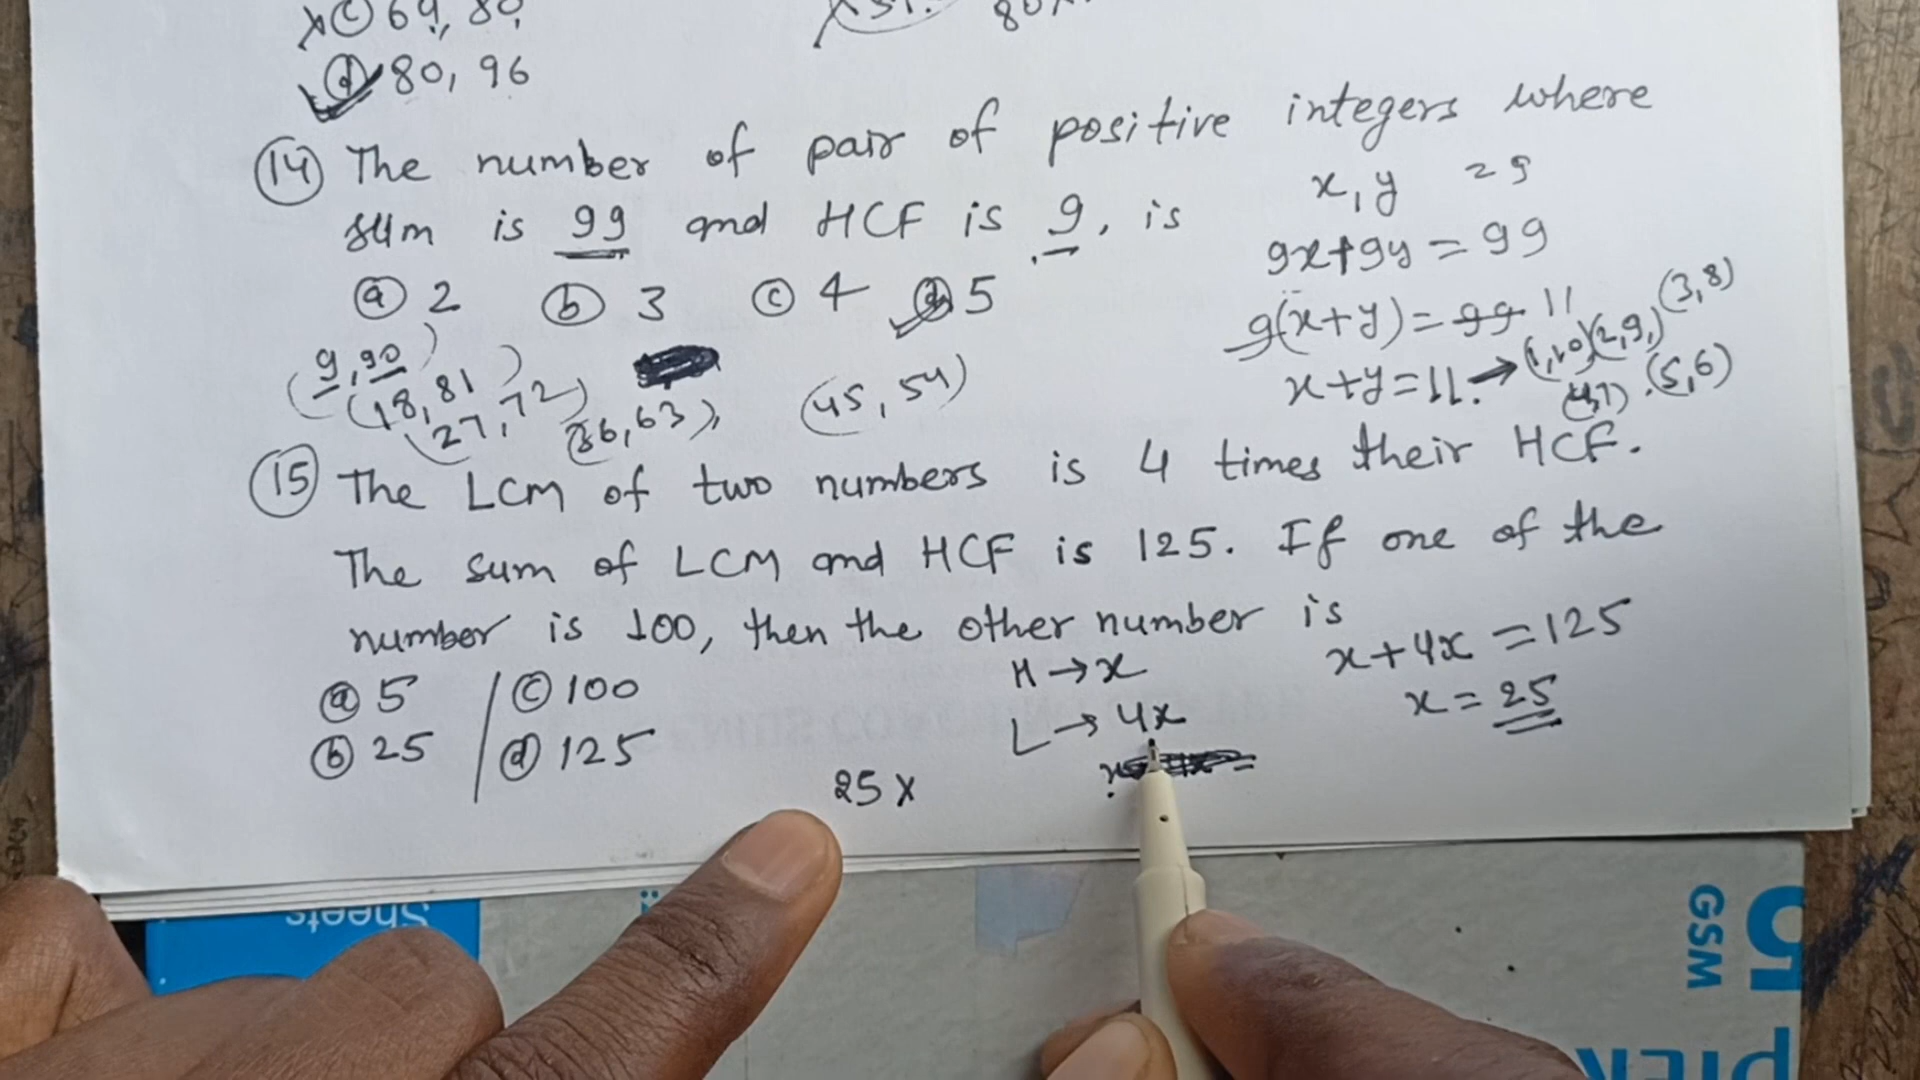 ⓒ 64, 80,
ⓓ 80, 96
⑭ The number of pair of positive integers where
sum is 99 and HCF is 9, is
ⓐ 2 ⓑ 3 ⓒ 4 ⓓ 5
x, y = 9
9x+9y = 99
9(x+y) = 99 11
x+y = 11. → (1,10)(2,9,)(3,8)
(4,7) . (5,6)
(9,90)
(18,81)
(27,72)
(36,63),
(45,54)
⑮ The LCM of two numbers is 4 times their HCF.
The sum of LCM and HCF is 125. If one of the
number is 100, then the other number is
ⓐ 5 ⓒ 100
ⓑ 25 ⓓ 125
H → x
L → 4x
x+4x = 125
x = 25
25 x
Sheets
5
GSM